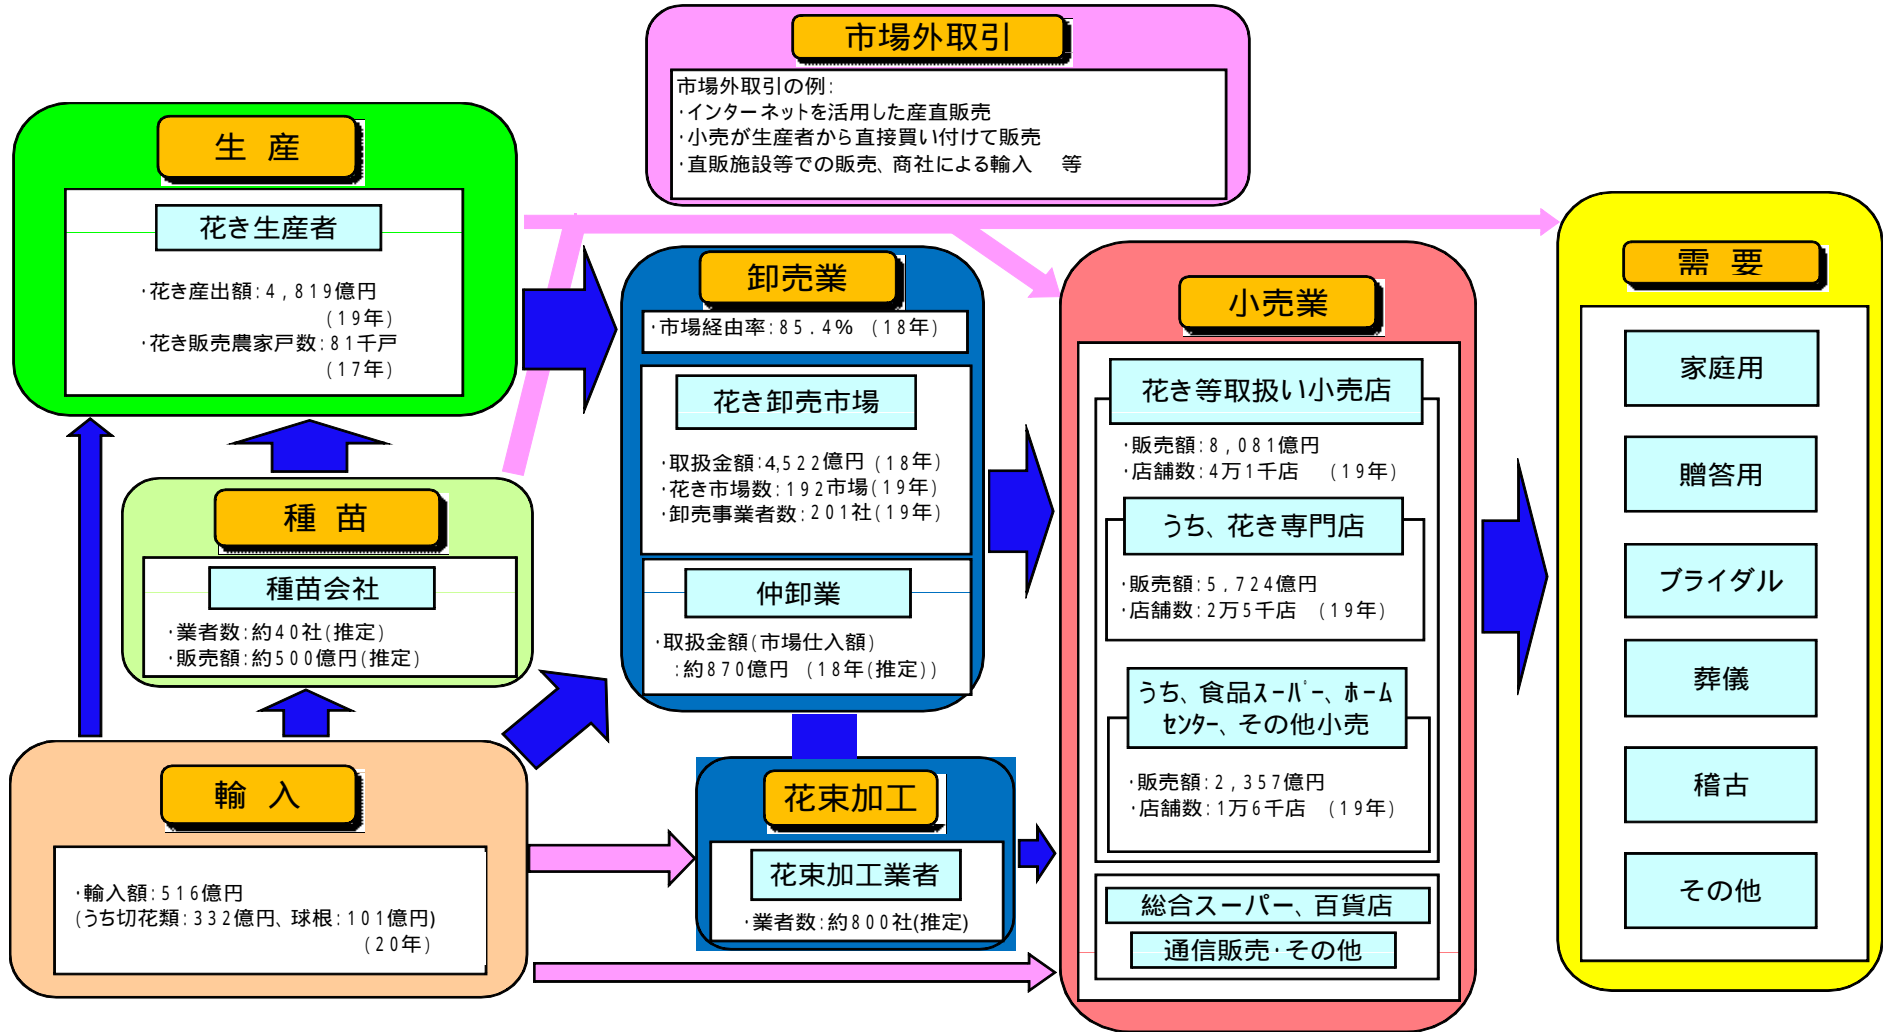 市場外取引
市場外取引の例:
・インターネットを活用した産直販売
・小売が生産者から直接買い付けて販売
・直販施設等での販売、商社による輸入　等
生 産
花き生産者
・花き産出額:4,819億円
(19年)
・花き販売農家戸数:81千戸
(17年)
種 苗
種苗会社
・業者数:約40社(推定)
・販売額:約500億円(推定)
輸 入
・輸入額:516億円
(うち切花類:332億円、球根:101億円)
(20年)
卸売業
・市場経由率:85.4% (18年)
花き卸売市場
・取扱金額:4,522億円 (18年)
・花き市場数:192市場(19年)
・卸売事業者数:201社(19年)
仲卸業
・取扱金額(市場仕入額)
:約870億円 (18年(推定))
花束加工
花束加工業者
・業者数:約800社(推定)
小売業
花き等取扱い小売店
・販売額:8,081億円
・店舗数:4万1千店 (19年)
うち、花き専門店
・販売額:5,724億円
・店舗数:2万5千店 (19年)
うち、食品スーパー、ホーム
センター、その他小売
・販売額:2,357億円
・店舗数:1万6千店 (19年)
総合スーパー、百貨店
通信販売・その他
需 要
家庭用
贈答用
ブライダル
葬儀
稽古
その他